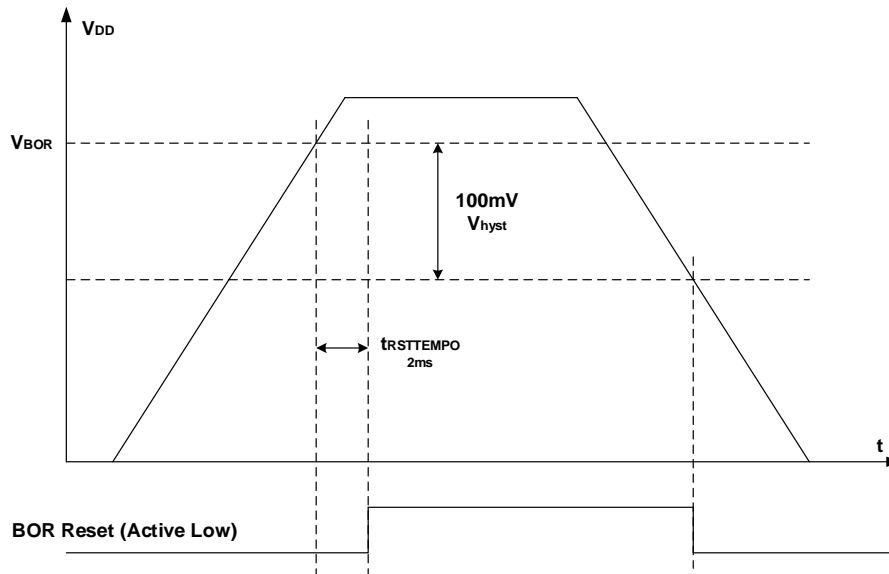 VDD
VBOR
100mV
Vhyst
tRSTTEMPO
2ms
t
BOR Reset (Active Low)